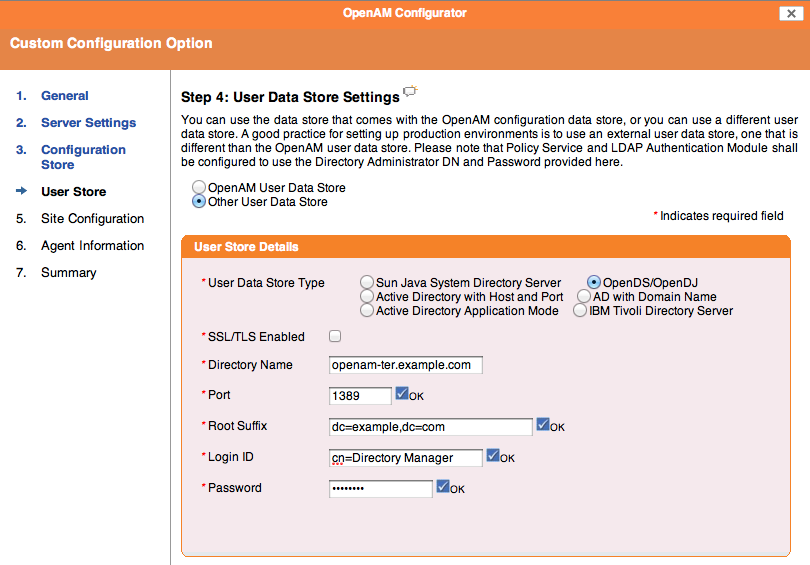 OpenAM Configurator
Custom Configuration Option
1. General
2. Server Settings
3. Configuration
Store
User Store
5. Site Configuration
6. Agent Information
7. Summary
Step 4: User Data Store Settings
You can use the data store that comes with the OpenAM configuration data store, or you can use a different user
data store. A good practice for setting up production environments is to use an external user data store, one that is
different than the OpenAM user data store. Please note that Policy Service and LDAP Authentication Module shall
be configured to use the Directory Administrator DN and Password provided here.
OpenAM User Data Store
Other User Data Store
* Indicates required field
User Store Details
* User Data Store Type
Sun Java System Directory Server OpenDS/OpenDJ
Active Directory with Host and Port AD with Domain Name
Active Directory Application Mode IBM Tivoli Directory Server
* SSL/TLS Enabled
* Directory Name openam-ter.example.com
* Port 1389 OK
* Root Suffix dc=example,dc=com OK
* Login ID cn=Directory Manager OK
* Password •••••••• OK